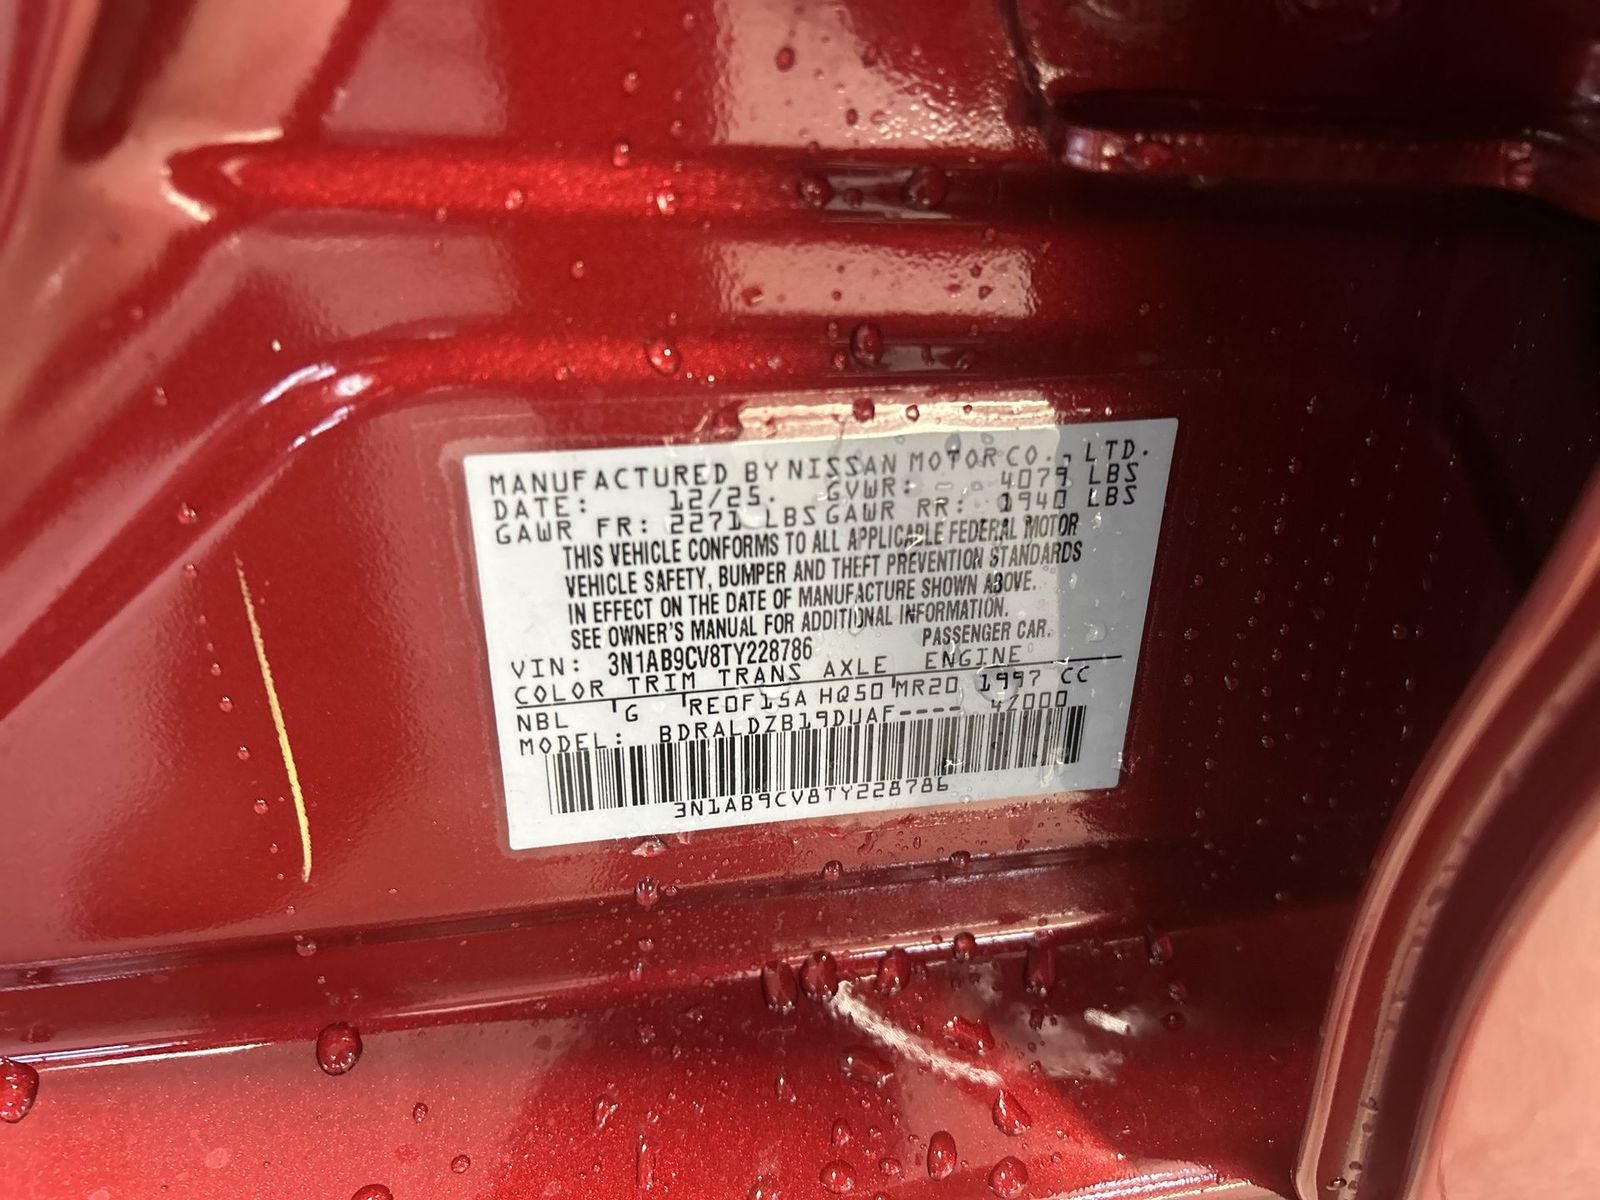 MANUFACTURED BY NISSAN MOTOR CO., LTD.
DATE: 12/25. GVWR: 4079 LBS
GAWR FR: 2271 LBS GAWR RR: 1940 LBS
THIS VEHICLE CONFORMS TO ALL APPLICABLE FEDERAL MOTOR
VEHICLE SAFETY, BUMPER AND THEFT PREVENTION STANDARDS
IN EFFECT ON THE DATE OF MANUFACTURE SHOWN ABOVE.
SEE OWNER'S MANUAL FOR ADDITIONAL INFORMATION.
VIN: 3N1AB9CV8TY228786 PASSENGER CAR.
COLOR TRIM TRANS AXLE ENGINE
NBL G RE0F15A HQ50 MR20 1997 CC
MODEL: BDRALDZB19DUAF---- 4/000
3N1AB9CV8TY228786